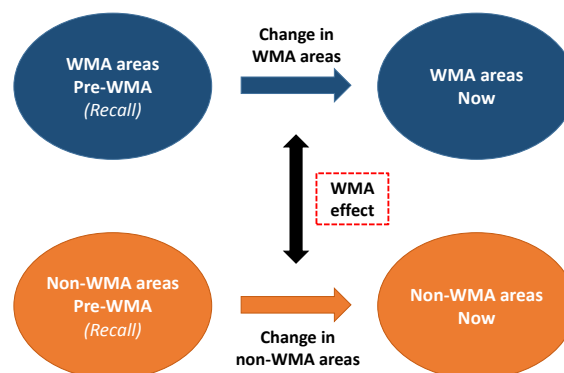 WMA areas
Pre-WMA
(Recall)
Change in
WMA areas
WMA areas
Now
WMA
effect
Non-WMA areas
Pre-WMA
(Recall)
Change in
non-WMA areas
Non-WMA areas
Now